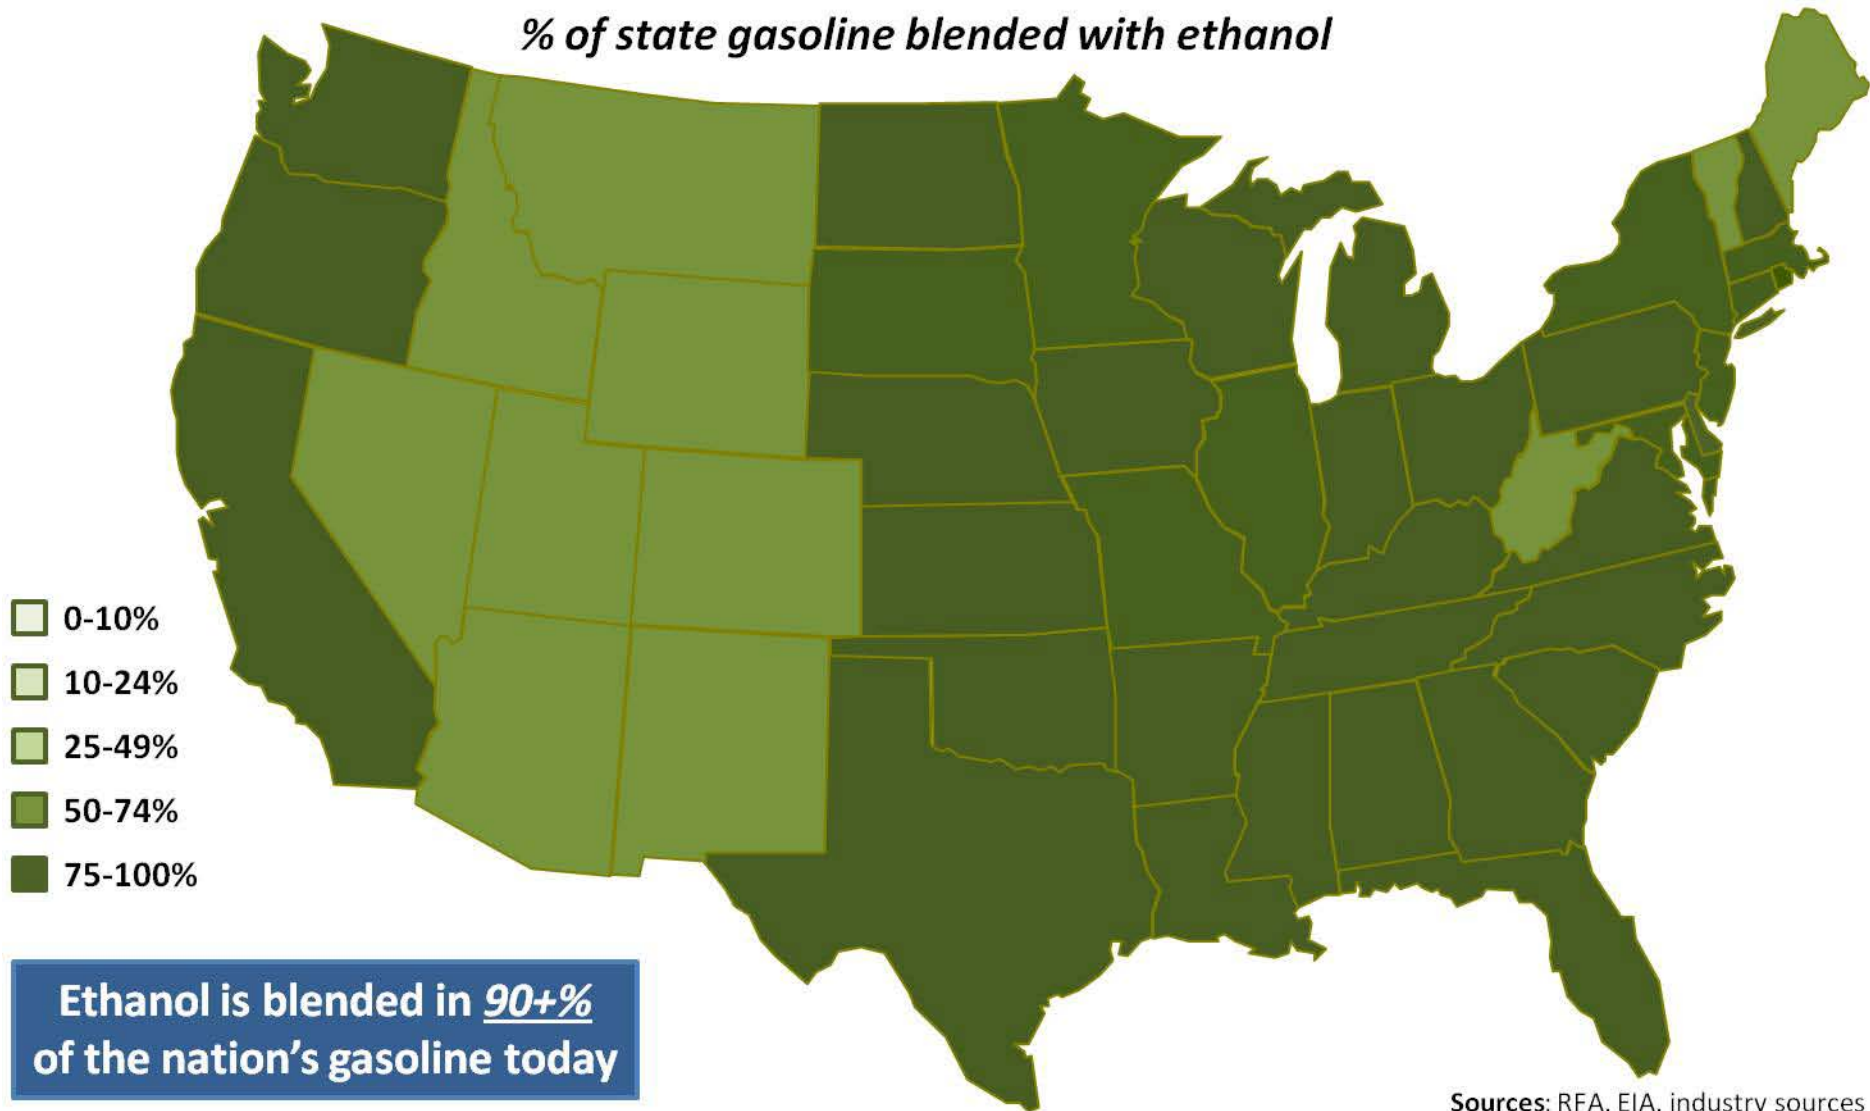 % of state gasoline blended with ethanol
0-10%
10-24%
25-49%
50-74%
75-100%
Ethanol is blended in 90+%
of the nation's gasoline today
Sources: RFA, EIA, industry sources